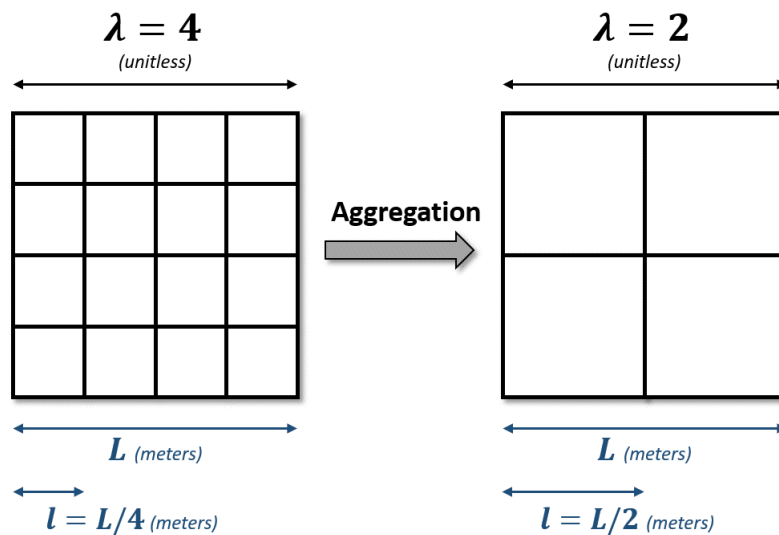 λ = 4
(unitless)
λ = 2
(unitless)
Aggregation
L (meters)
l = L/4 (meters)
L (meters)
l = L/2 (meters)